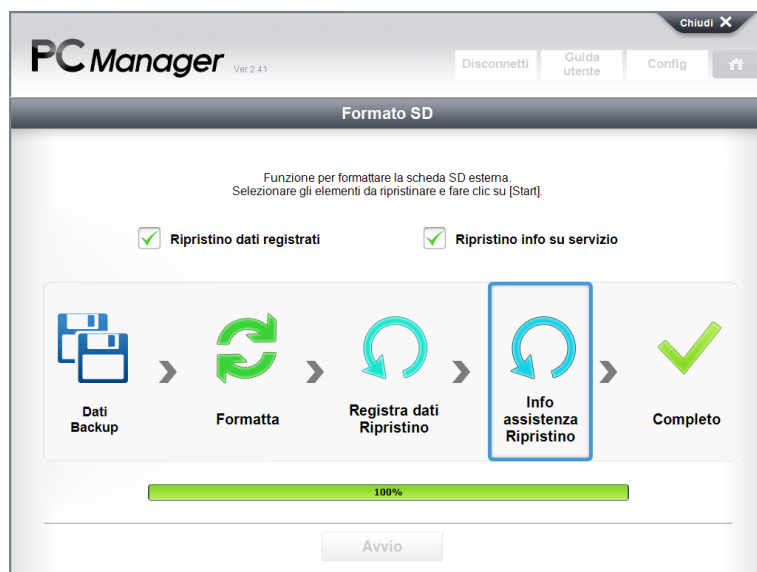 Chiudi
PC Manager Ver 2.41
Disconnetti
Guida
utente
Config
Formato SD
Funzione per formattare la scheda SD esterna.
Selezionare gli elementi da ripristinare e fare clic su [Start].
Ripristino dati registrati
Ripristino info su servizio
Dati
Backup
Formatta
Registra dati
Ripristino
Info
assistenza
Ripristino
Completo
100%
Avvio